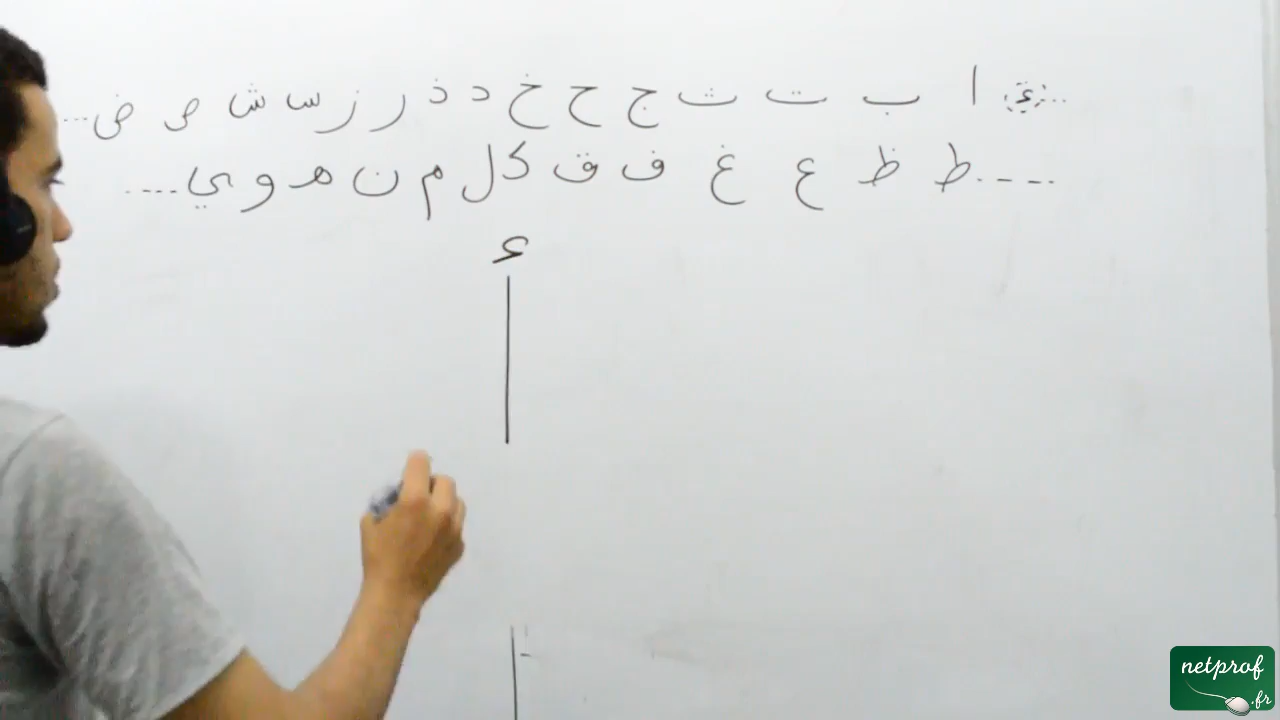 ...ء ا ب ت ث ج ح خ د ذ ر ز س ش ص ض...
....ط ظ ع غ ف ق ك ل م ن ه و ي....
أ
netprof
.fr